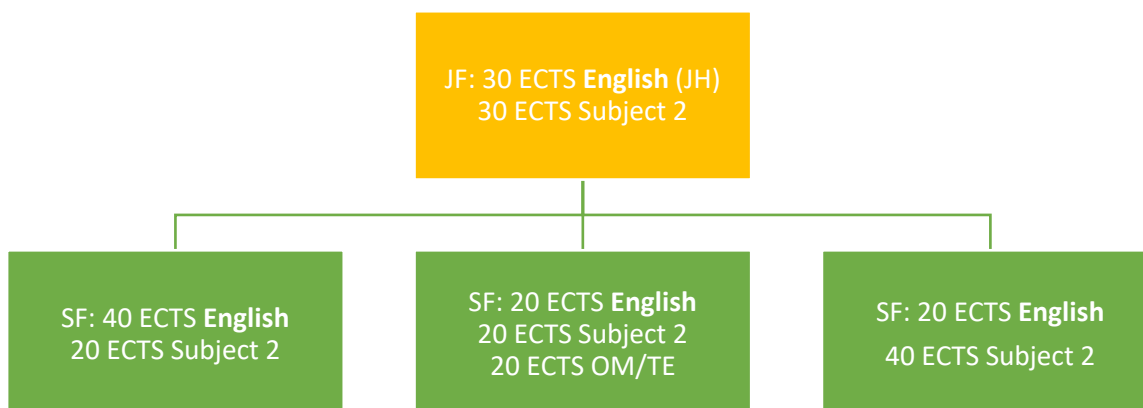 JF: 30 ECTS English (JH)
30 ECTS Subject 2
SF: 40 ECTS English
20 ECTS Subject 2
SF: 20 ECTS English
20 ECTS Subject 2
20 ECTS OM/TE
SF: 20 ECTS English
40 ECTS Subject 2